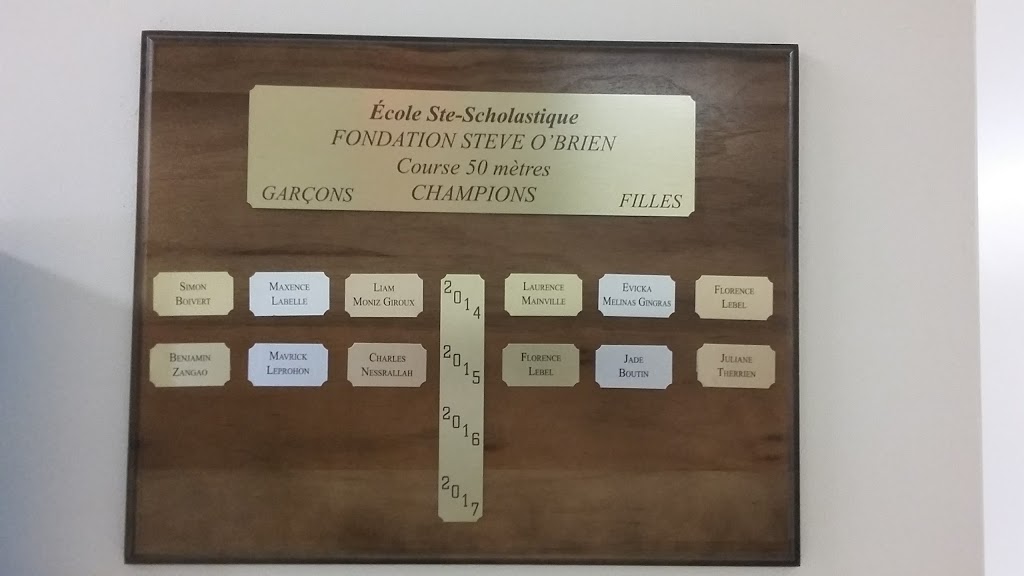 École Ste-Scholastique
FONDATION STEVE O'BRIEN
Course 50 mètres
GARÇONS CHAMPIONS FILLES
SIMON
BOIVERT
MAXENCE
LABELLE
LIAM
MONIZ GIROUX
2014
LAURENCE
MAINVILLE
EVICKA
MELINAS GINGRAS
FLORENCE
LEBEL
BENJAMIN
ZANGAO
MAVRICK
LEPROHON
CHARLES
NESSRALLAH
2015
FLORENCE
LEBEL
JADE
BOUTIN
JULIANE
THERRIEN
2016
2017